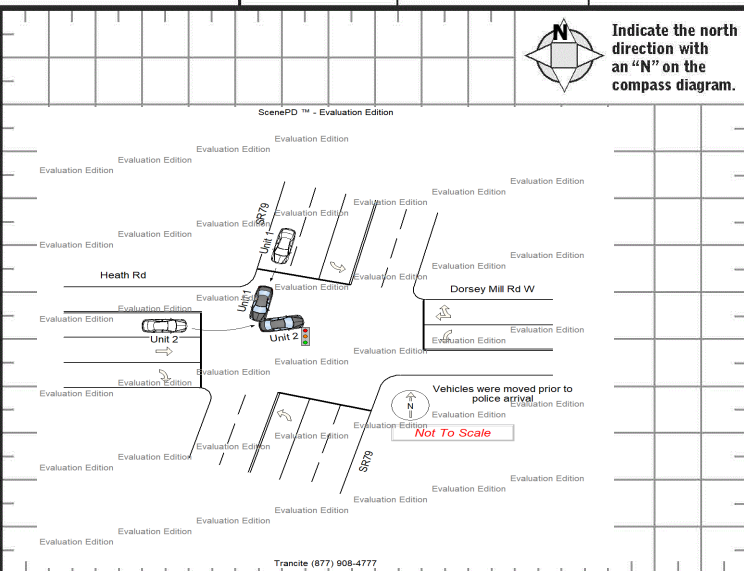 N
Indicate the north
direction with
an “N” on the
compass diagram.
ScenePD ™ - Evaluation Edition
Evaluation Edition
Evaluation Edition
Evaluation Edition
Evaluation Edition
Evaluation Edition
Evaluation Edition
Evaluation Edition
SR79
Evaluation Edition
Evaluation Edition
Evaluation Edition
Evaluation Edition
Unit 1
Evaluation Edition
Heath Rd
Evaluation Edition
Evaluation Edition
Dorsey Mill Rd W
Unit 1
Evaluation Edition
Evaluation Edition
Evaluation Edition
Evaluation Edition
Unit 2
Unit 2
Evaluation Edition
Evaluation Edition
Evaluation Edition
Evaluation Edition
Vehicles were moved prior to
police arrival
Evaluation Edition
Evaluation Edition
N
Evaluation Edition
Evaluation Edition
Not To Scale
Evaluation Edition
Evaluation Edition
SR79
Evaluation Edition
Evaluation Edition
Evaluation Edition
Evaluation Edition
Evaluation Edition
Evaluation Edition
Evaluation Edition
Evaluation Edition
Evaluation Edition
Trancite (877) 908-4777